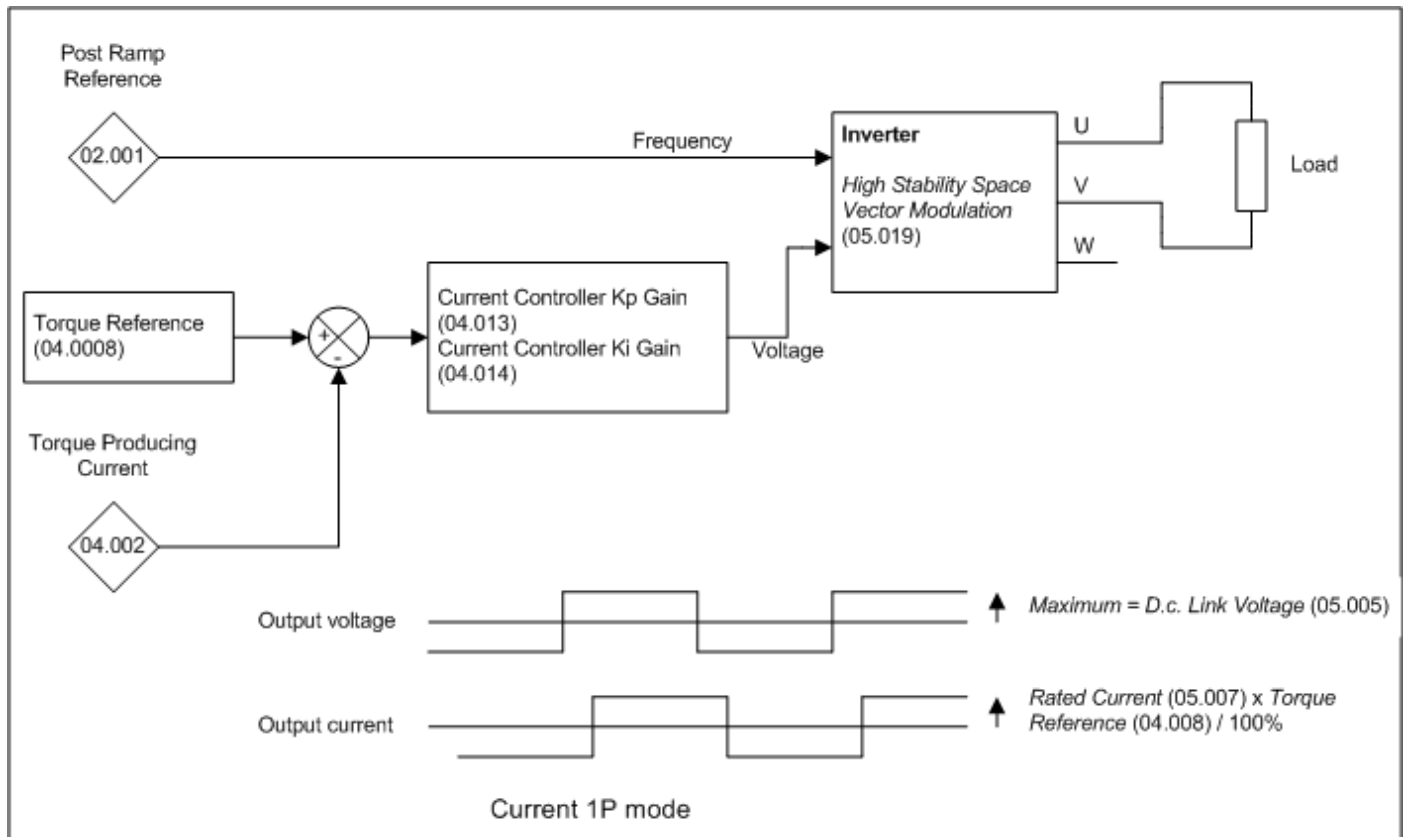 Post Ramp
Reference
02.001
Frequency
Inverter
High Stability Space
Vector Modulation
(05.019)
U
V
W
Load
Torque Reference
(04.0008)
+
-
Current Controller Kp Gain
(04.013)
Current Controller Ki Gain
(04.014)
Voltage
Torque Producing
Current
04.002
Output voltage
Maximum = D.c. Link Voltage (05.005)
Output current
Rated Current (05.007) x Torque
Reference (04.008) / 100%
Current 1P mode